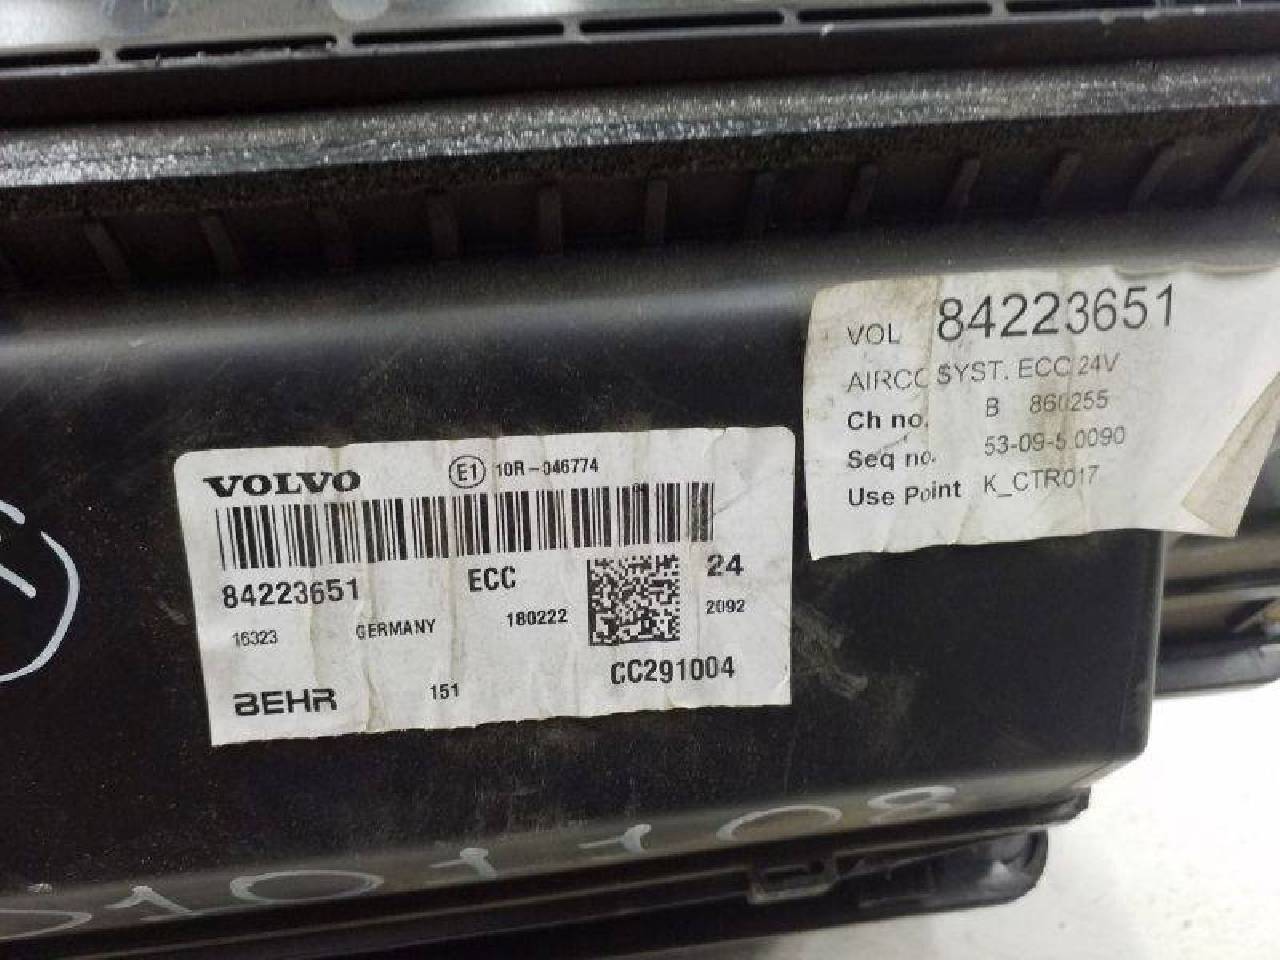 VOL 84223651
AIRCO SYST. ECC 24V
Ch no. B 860255
Seq no. 53-09-5.0090
Use Point K_CTR017
VOLVO E1 10R-046774
84223651 ECC 24
16323 GERMANY 180222 2092
BEHR 151 CC291004